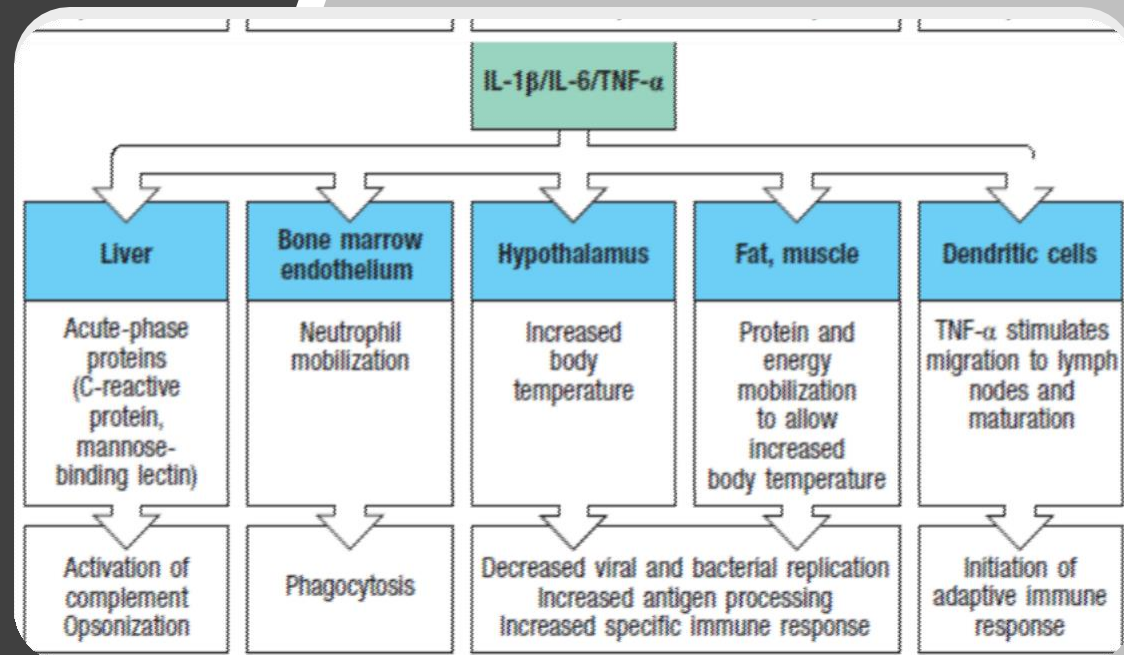 IL-1β/IL-6/TNF-α
Liver
Bone marrow
endothelium
Hypothalamus
Fat, muscle
Dendritic cells
Acute-phase
proteins
(C-reactive
protein,
mannose-
binding lectin)
Neutrophil
mobilization
Increased
body
temperature
Protein and
energy
mobilization
to allow
increased
body temperature
TNF-α stimulates
migration to lymph
nodes and
maturation
Activation of
complement
Opsonization
Phagocytosis
Decreased viral and bacterial replication
Increased antigen processing
Increased specific immune response
Initiation of
adaptive immune
response